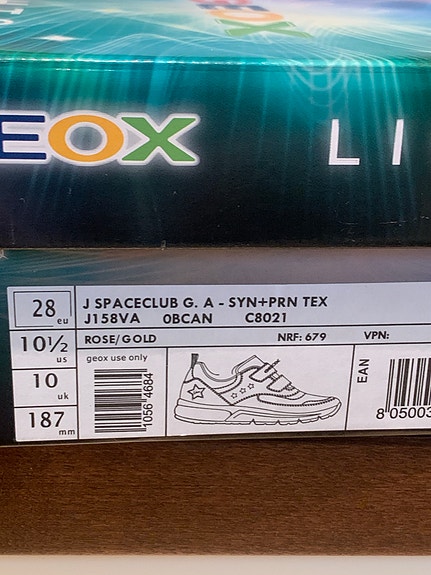 EOX LI
28 eu
J SPACECLUB G. A - SYN+PRN TEX
J158VA 0BCAN C8021
10½ us
ROSE/GOLD NRF: 679 VPN:
geox use only
10 uk
187 mm
1056 4684
EAN
8 05003